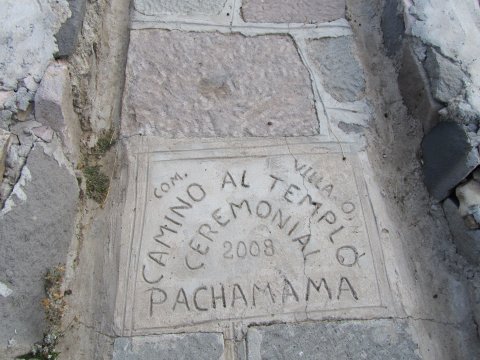 COM. VILLA O.
CAMINO AL TEMPLO
CEREMONIAL
2008
PACHAMAMA